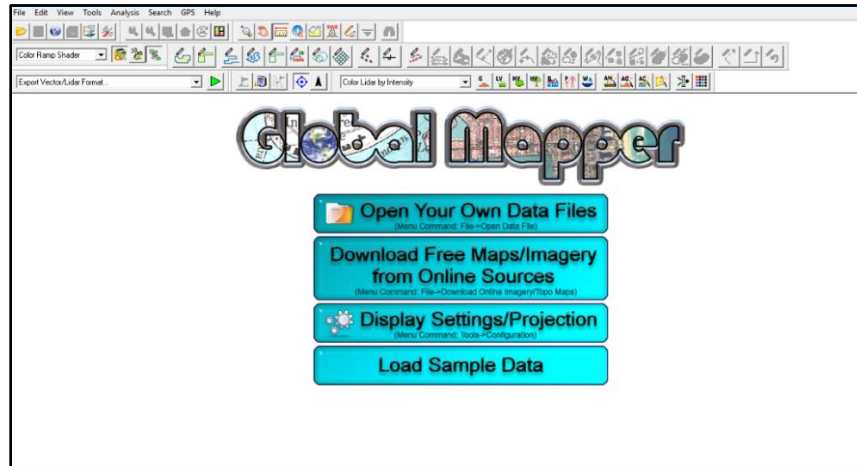 File Edit View Tools Analysis Search GPS Help
Color Ramp Shader
Export Vector/Lidar Format...
Color Lidar by Intensity
Global Mapper
Open Your Own Data Files
(Menu Command: File->Open Data File)
Download Free Maps/Imagery
from Online Sources
(Menu Command: File->Download Online Imagery/Topo Maps)
Display Settings/Projection
(Menu Command: Tools->Configuration)
Load Sample Data